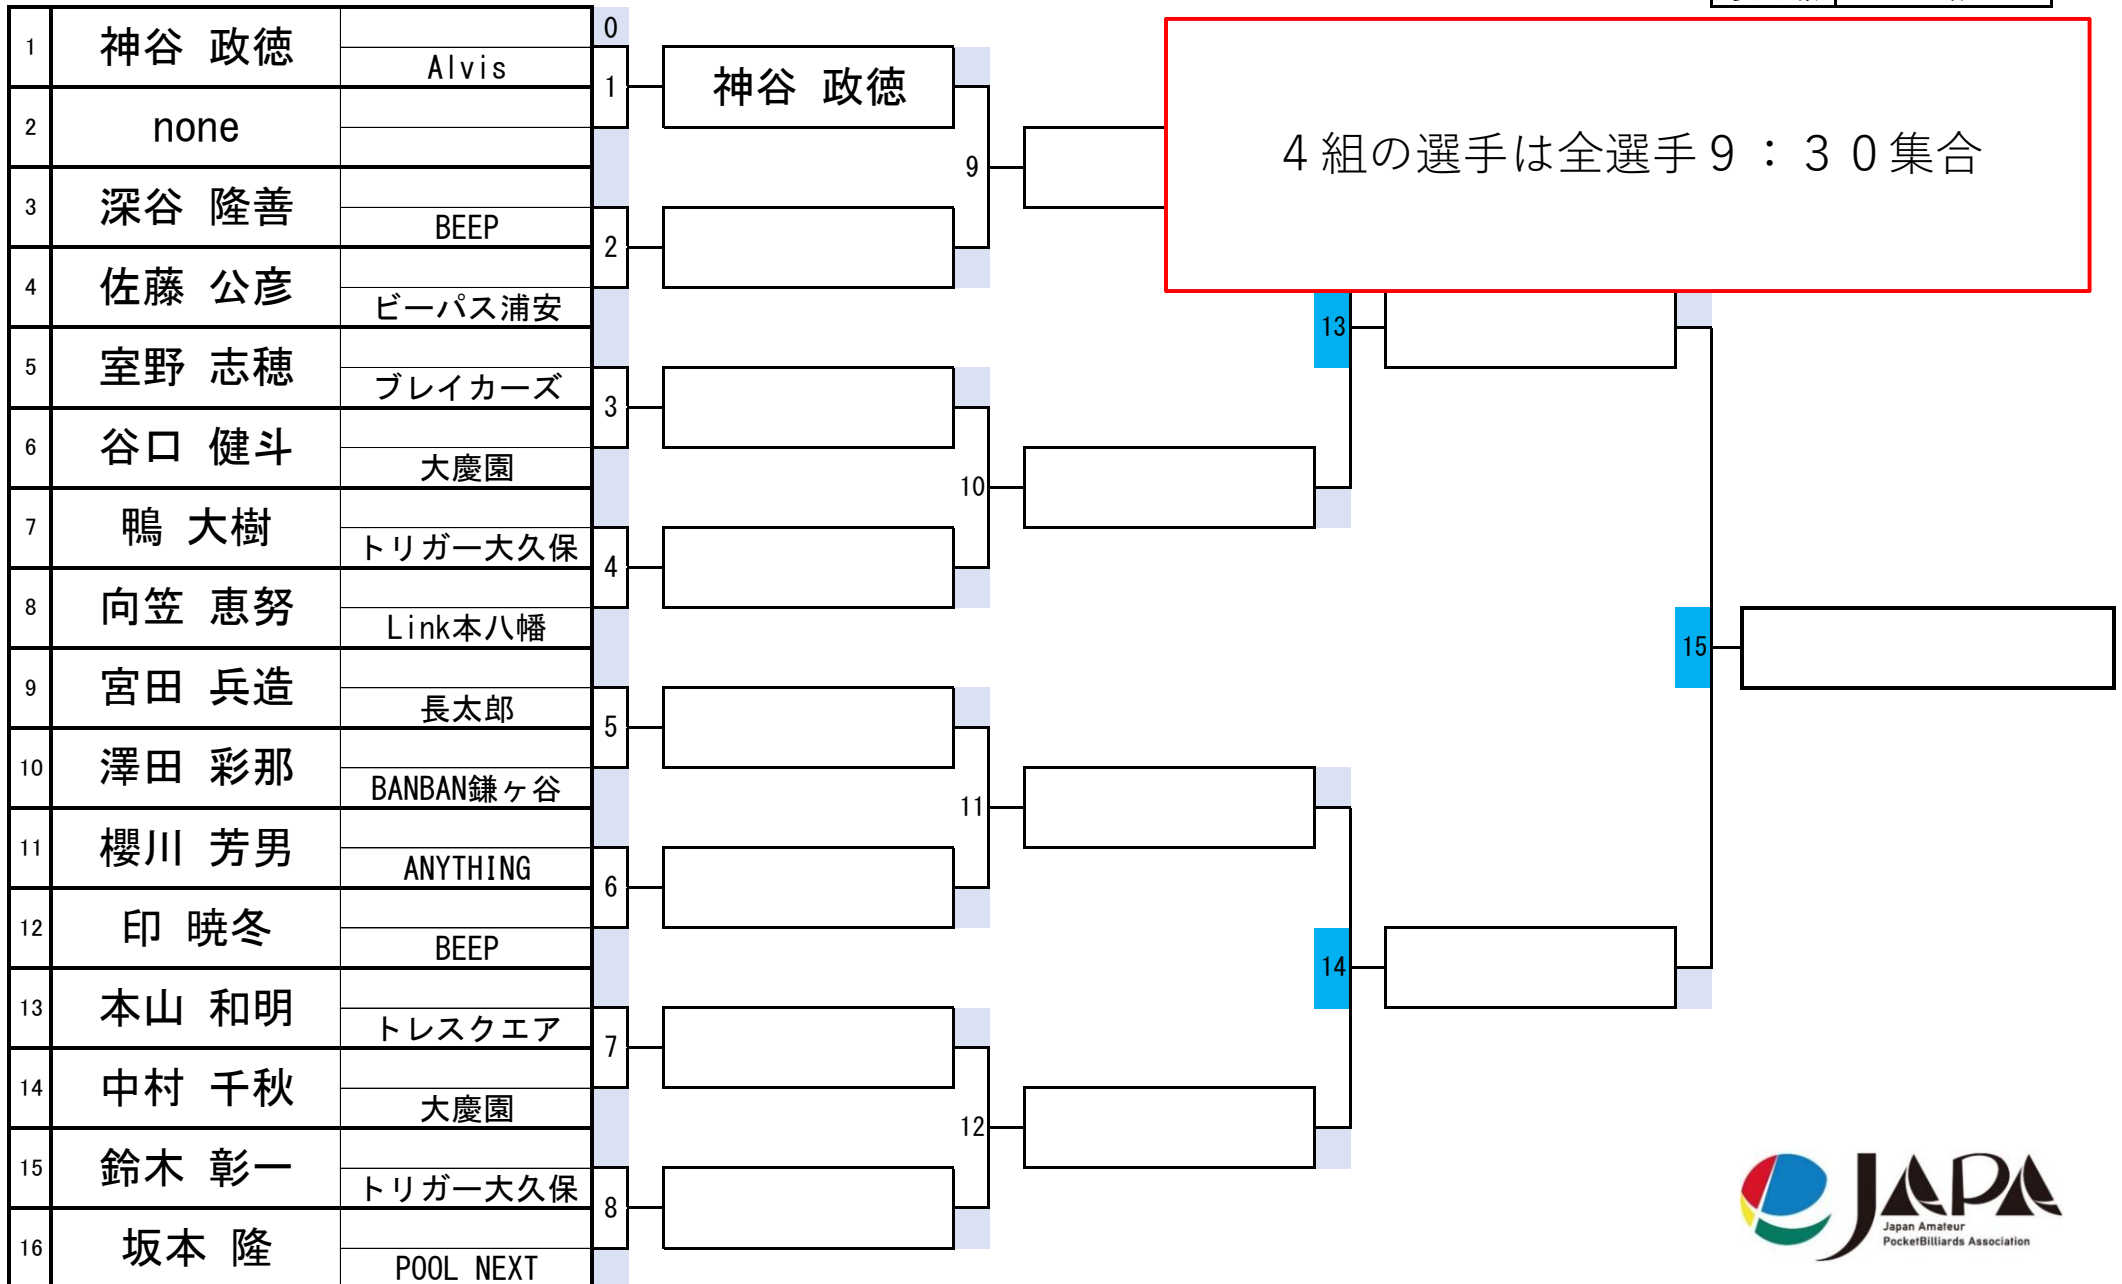 1 神谷 政徳 Alvis
2 none
3 深谷 隆善 BEEP
4 佐藤 公彦 ビーパス浦安
5 室野 志穂 ブレイカーズ
6 谷口 健斗 大慶園
7 鴨 大樹 トリガー大久保
8 向笠 恵努 Link本八幡
9 宮田 兵造 長太郎
10 澤田 彩那 BANBAN鎌ヶ谷
11 櫻川 芳男 ANYTHING
12 印 暁冬 BEEP
13 本山 和明 トレスクエア
14 中村 千秋 大慶園
15 鈴木 彰一 トリガー大久保
16 坂本 隆 POOL NEXT
0
1
2
3
4
5
6
7
8
神谷 政徳
9
10
11
12
4組の選手は全選手9:30集合
13
14
15
JAPA
Japan Amateur
PocketBilliards Association